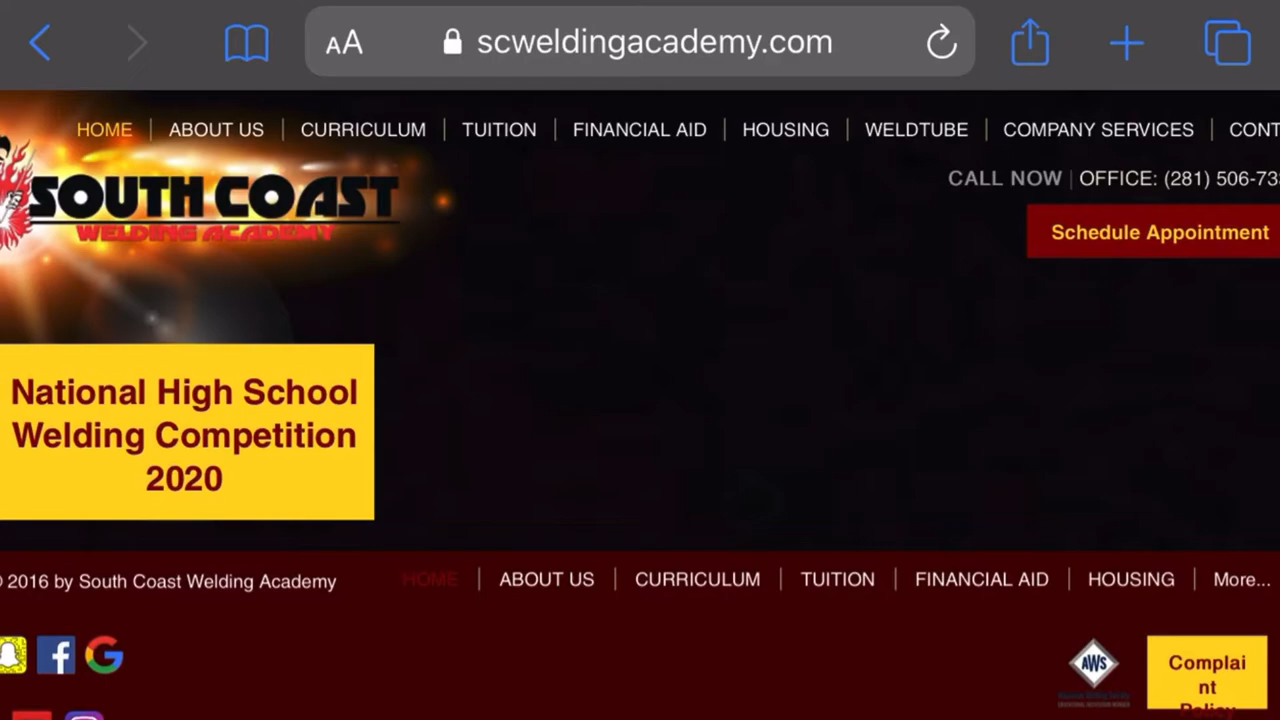 AA
scweldingacademy.com
HOME
ABOUT US
CURRICULUM
TUITION
FINANCIAL AID
HOUSING
WELDTUBE
COMPANY SERVICES
CONT
SOUTH COAST
WELDING ACADEMY
CALL NOW | OFFICE: (281) 506-73
Schedule Appointment
National High School
Welding Competition
2020
© 2016 by South Coast Welding Academy
HOME
ABOUT US
CURRICULUM
TUITION
FINANCIAL AID
HOUSING
More...
AWS
Complai
nt
Policy